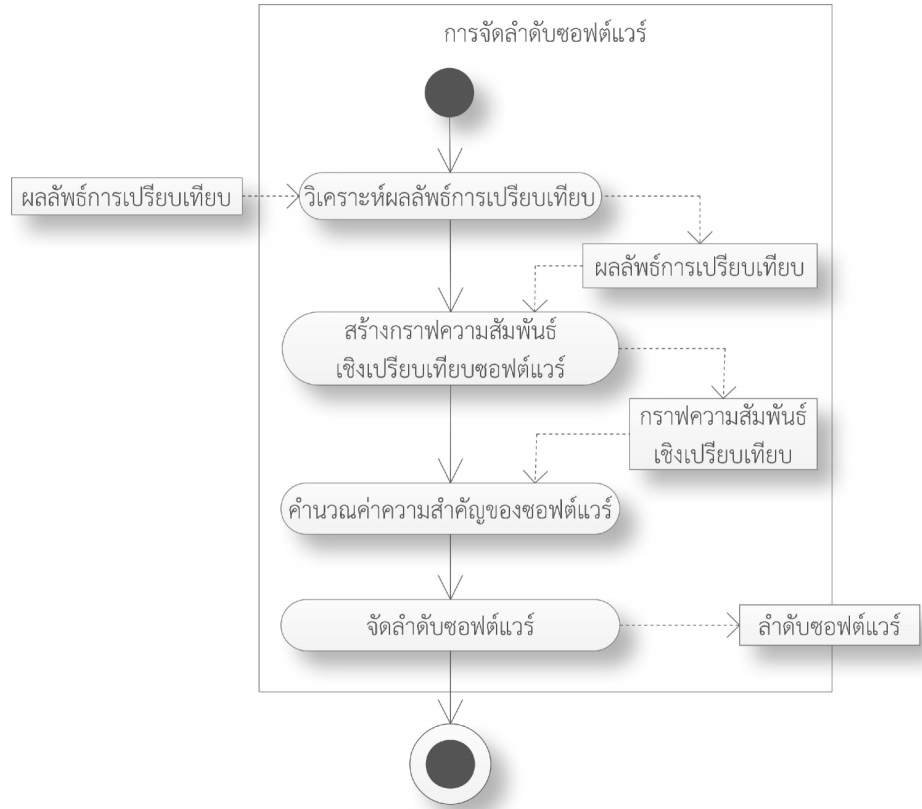 การจัดลำดับซอฟต์แวร์
ผลลัพธ์การเปรียบเทียบ
วิเคราะห์ผลลัพธ์การเปรียบเทียบ
ผลลัพธ์การเปรียบเทียบ
สร้างกราฟความสัมพันธ์
เชิงเปรียบเทียบซอฟต์แวร์
กราฟความสัมพันธ์
เชิงเปรียบเทียบ
คำนวณค่าความสำคัญของซอฟต์แวร์
จัดลำดับซอฟต์แวร์
ลำดับซอฟต์แวร์